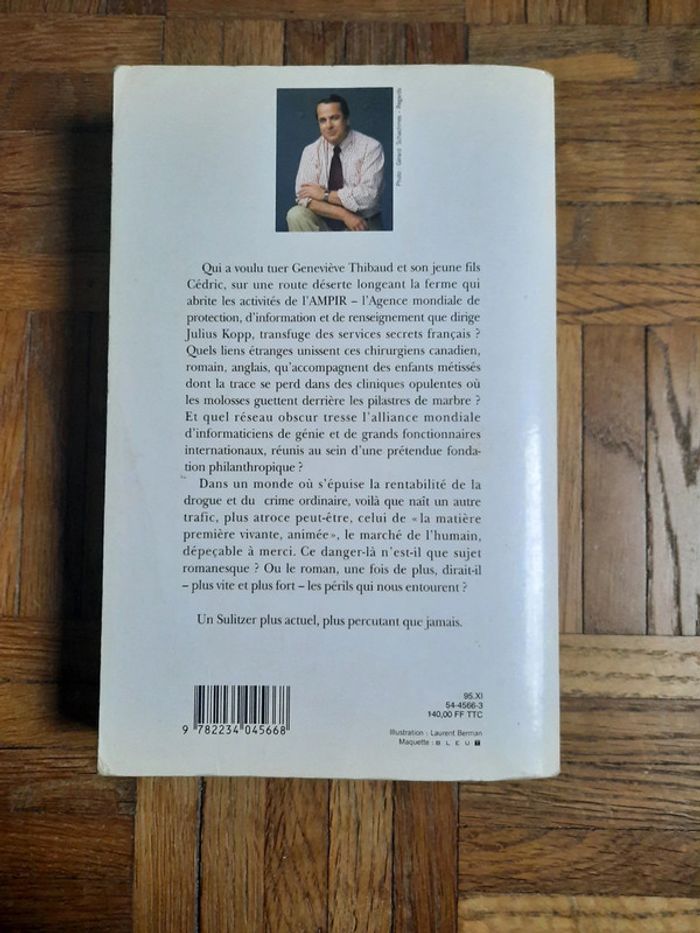 Photo : Gérard Schachmes - Regards
Qui a voulu tuer Geneviève Thibaud et son jeune fils
Cédric, sur une route déserte longeant la ferme qui
abrite les activités de l'AMPIR – l'Agence mondiale de
protection, d'information et de renseignement que dirige
Julius Kopp, transfuge des services secrets français ?
Quels liens étranges unissent ces chirurgiens canadien,
romain, anglais, qu'accompagnent des enfants métissés
dont la trace se perd dans des cliniques opulentes où
les molosses guettent derrière les pilastres de marbre ?
Et quel réseau obscur tresse l'alliance mondiale
d'informaticiens de génie et de grands fonctionnaires
internationaux, réunis au sein d'une prétendue fonda-
tion philanthropique ?
Dans un monde où s'épuise la rentabilité de la
drogue et du crime ordinaire, voilà que naît un autre
trafic, plus atroce peut-être, celui de « la matière
première vivante, animée », le marché de l'humain,
dépeçable à merci. Ce danger-là n'est-il que sujet
romanesque ? Ou le roman, une fois de plus, dirait-il
– plus vite et plus fort – les périls qui nous entourent ?
Un Sulitzer plus actuel, plus percutant que jamais.
95.XI
54-4566-3
140,00 FF TTC
9 782234 045668
Illustration : Laurent Berman
Maquette : BLEU T